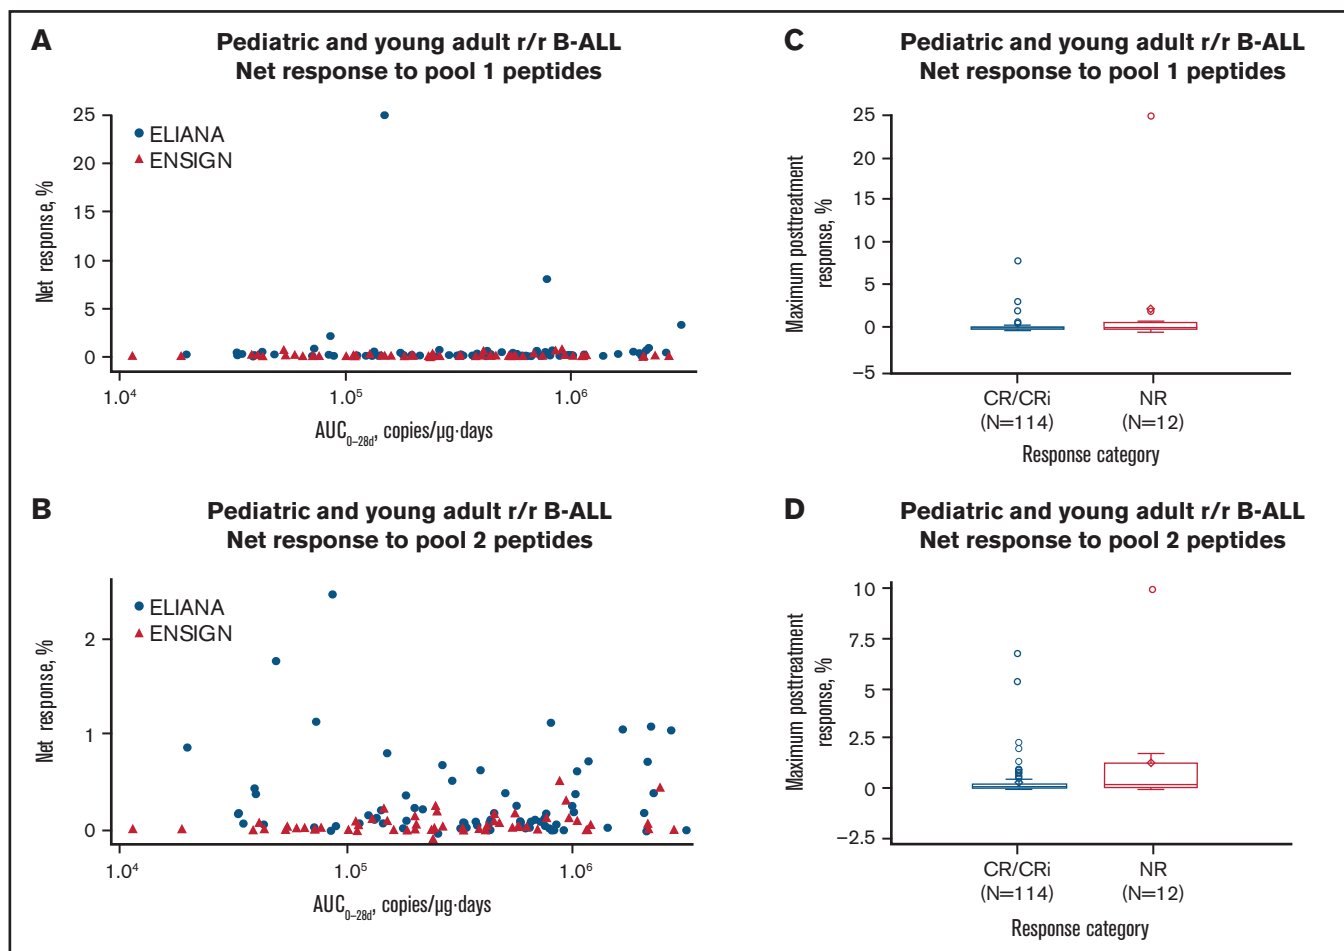 A
Pediatric and young adult r/r B-ALL
Net response to pool 1 peptides
Net response, %
25
20
15
10
5
0
ELIANA
ENSIGN
1.0⁴
1.0⁵
1.0⁶
AUC₀₋₂₈d, copies/µg·days
C
Pediatric and young adult r/r B-ALL
Net response to pool 1 peptides
Maximum posttreatment
response, %
25
20
15
10
5
0
−5
CR/CRi
(N=114)
NR
(N=12)
Response category
B
Pediatric and young adult r/r B-ALL
Net response to pool 2 peptides
Net response, %
2
1
0
ELIANA
ENSIGN
1.0⁴
1.0⁵
1.0⁶
AUC₀₋₂₈d, copies/µg·days
D
Pediatric and young adult r/r B-ALL
Net response to pool 2 peptides
Maximum posttreatment
response, %
10
7.5
5
2.5
0
−2.5
CR/CRi
(N=114)
NR
(N=12)
Response category